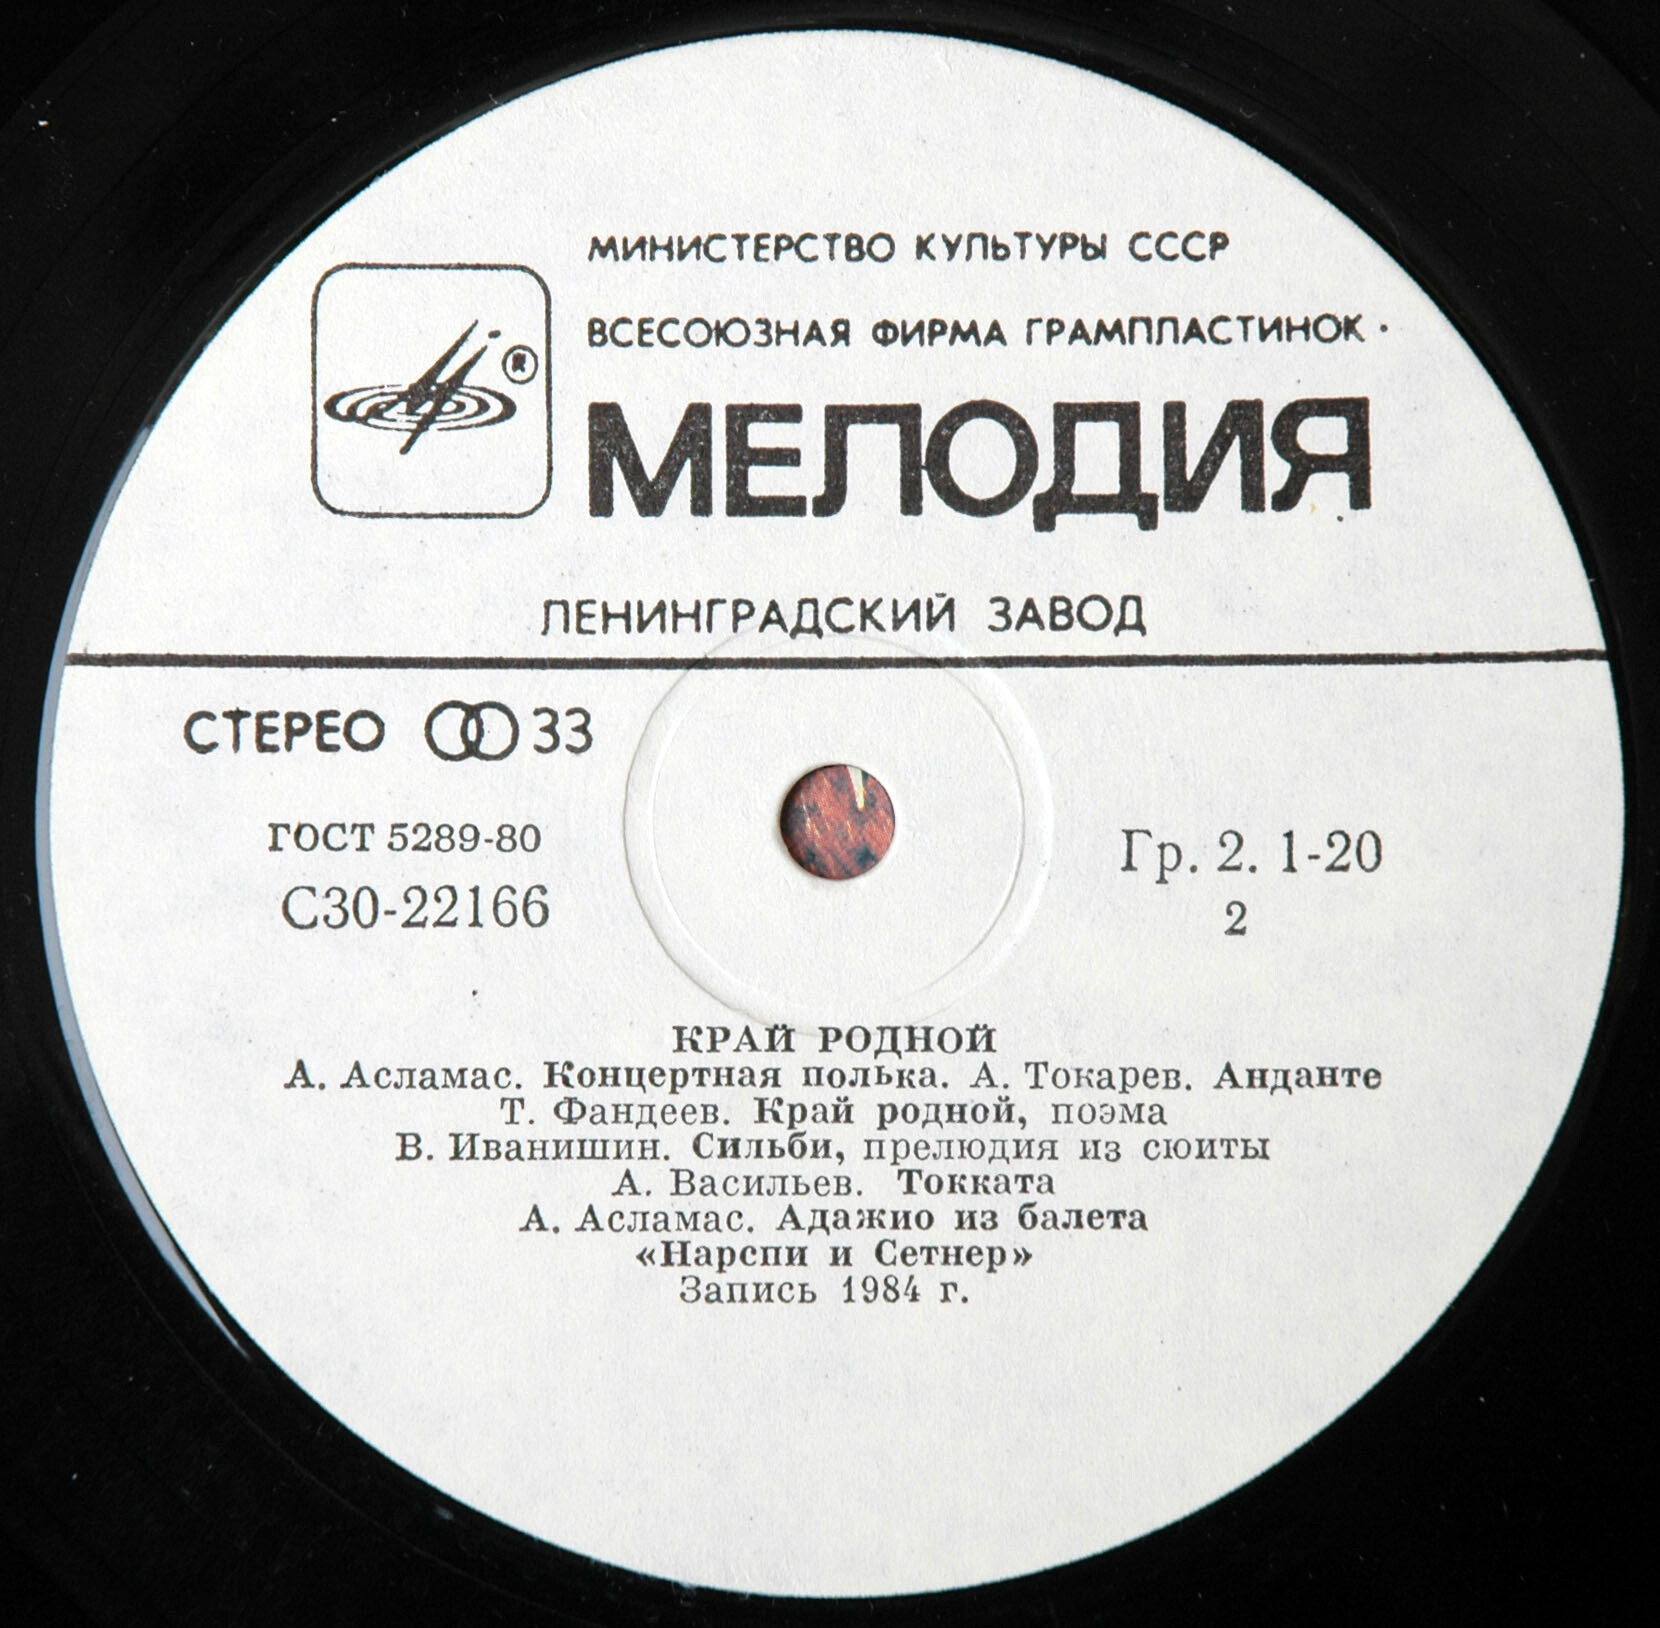 МИНИСТЕРСТВО КУЛЬТУРЫ СССР
ВСЕСОЮЗНАЯ ФИРМА ГРАМПЛАСТИНОК
®
МЕЛОДИЯ
ЛЕНИНГРАДСКИЙ ЗАВОД
СТЕРЕО 33
ГОСТ 5289-80
С30-22166
Гр. 2. 1-20
2
КРАЙ РОДНОЙ
А. Асламас. Концертная полька. А. Токарев. Анданте
Т. Фандеев. Край родной, поэма
В. Иванишин. Сильби, прелюдия из сюиты
А. Васильев. Токката
А. Асламас. Адажио из балета
«Нарспи и Сетнер»
Запись 1984 г.